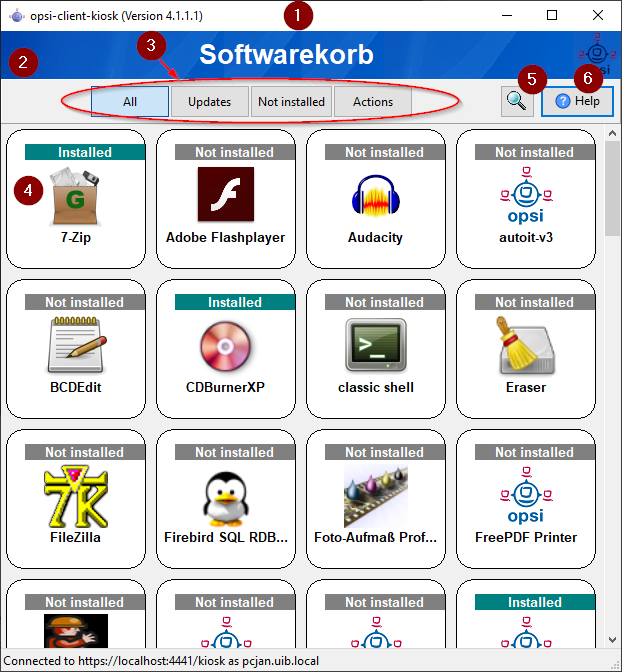 opsi-client-kiosk (Version 4.1.1.1)
1
2
Softwarekorb
opsi
3
5
6
All
Updates
Not installed
Actions
Help
Installed
Not installed
Not installed
Not installed
4
G
opsi
7-Zip
Adobe Flashplayer
Audacity
autoit-v3
Not installed
Installed
Not installed
Not installed
>_
BCDEdit
CDBurnerXP
classic shell
Eraser
Not installed
Not installed
Not installed
Not installed
7K
opsi
FileZilla
Firebird SQL RDB...
Foto-Aufmaß Prof...
FreePDF Printer
Not installed
Not installed
Not installed
Installed
Connected to https://localhost:4441/kiosk as pcjan.uib.local